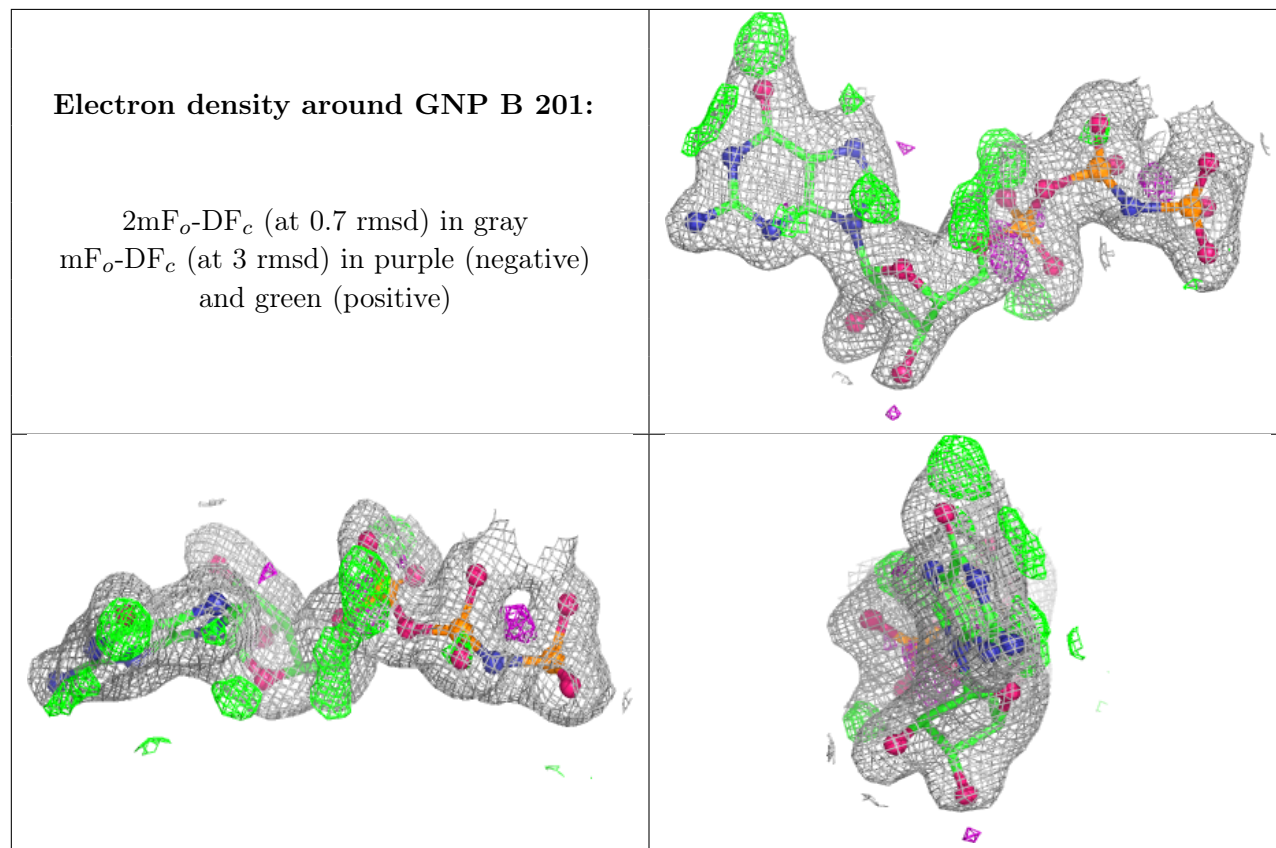 Electron density around GNP B 201:
2mFo-DFc (at 0.7 rmsd) in gray
mFo-DFc (at 3 rmsd) in purple (negative)
and green (positive)